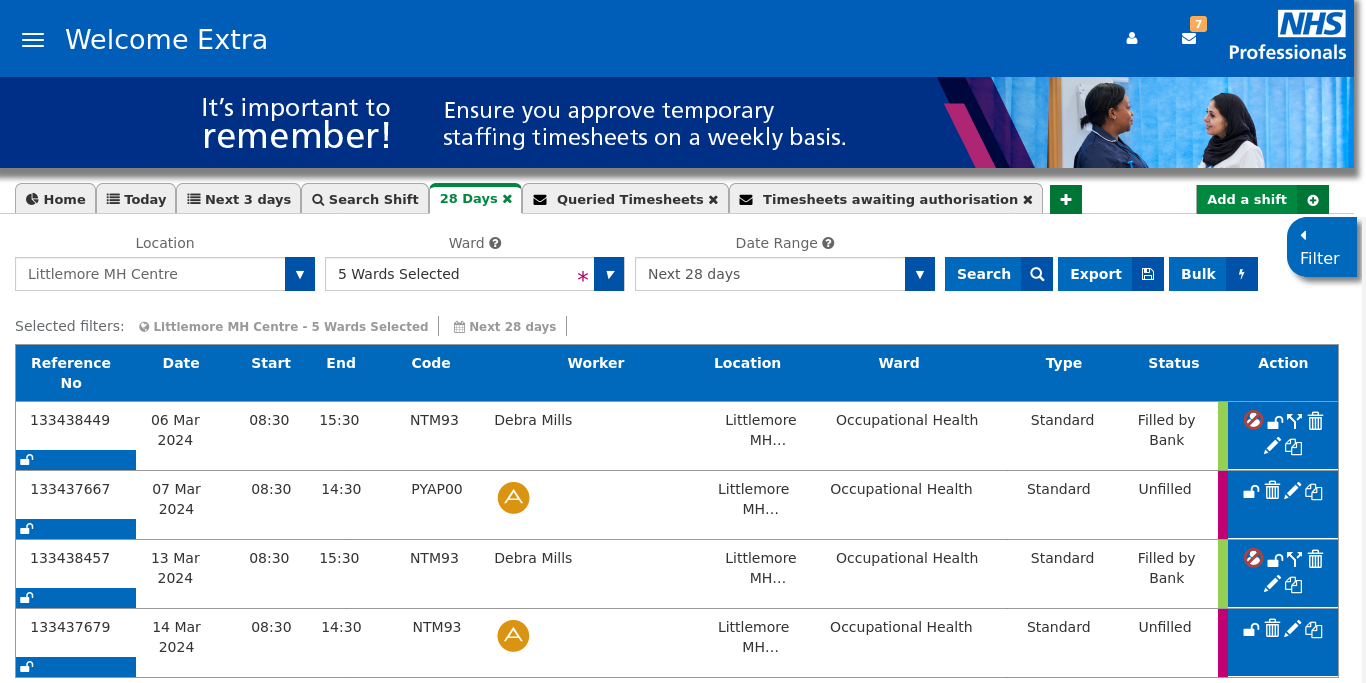 Welcome Extra
7
NHS
Professionals
It's important to
remember!
Ensure you approve temporary
staffing timesheets on a weekly basis.
Home
Today
Next 3 days
Search Shift
28 Days
Queried Timesheets
Timesheets awaiting authorisation
Add a shift
Filter
Location
Ward
Date Range
Littlemore MH Centre
5 Wards Selected *
Next 28 days
Search
Export
Bulk
Selected filters: Littlemore MH Centre - 5 Wards Selected Next 28 days
Reference No Date Start End Code Worker Location Ward Type Status Action
133438449 06 Mar 2024 08:30 15:30 NTM93 Debra Mills Littlemore MH... Occupational Health Standard Filled by Bank
133437667 07 Mar 2024 08:30 14:30 PYAP00 Littlemore MH... Occupational Health Standard Unfilled
133438457 13 Mar 2024 08:30 15:30 NTM93 Debra Mills Littlemore MH... Occupational Health Standard Filled by Bank
133437679 14 Mar 2024 08:30 14:30 NTM93 Littlemore MH... Occupational Health Standard Unfilled